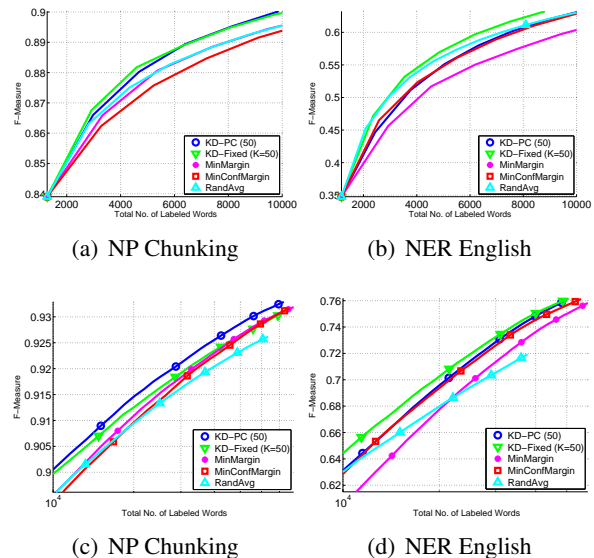 0.9
0.89
0.88
0.87
0.86
0.85
0.84
F-Measure
2000 4000 6000 8000 10000
Total No. of Labeled Words
KD-PC (50)
KD-Fixed (K=50)
MinMargin
MinConfMargin
RandAvg
(a) NP Chunking
0.6
0.55
0.5
0.45
0.4
0.35
F-Measure
2000 4000 6000 8000 10000
Total No. of Labeled Words
KD-PC (50)
KD-Fixed (K=50)
MinMargin
MinConfMargin
RandAvg
(b) NER English
0.93
0.925
0.92
0.915
0.91
0.905
0.9
F-Measure
10^4
Total No. of Labeled Words
KD-PC (50)
KD-Fixed (K=50)
MinMargin
MinConfMargin
RandAvg
(c) NP Chunking
0.76
0.74
0.72
0.7
0.68
0.66
0.64
0.62
F-Measure
10^4
Total No. of Labeled Words
KD-PC (50)
KD-Fixed (K=50)
MinMargin
MinConfMargin
RandAvg
(d) NER English